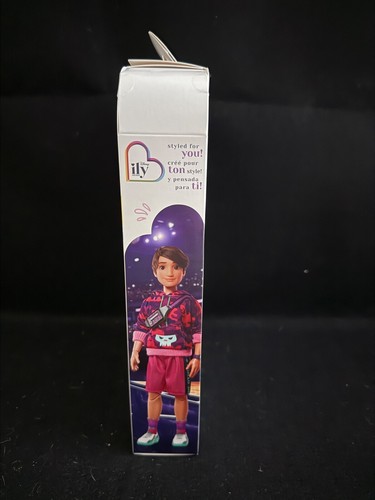 ily
styled for
you!
créé pour
ton style!
y pensada
para ti!